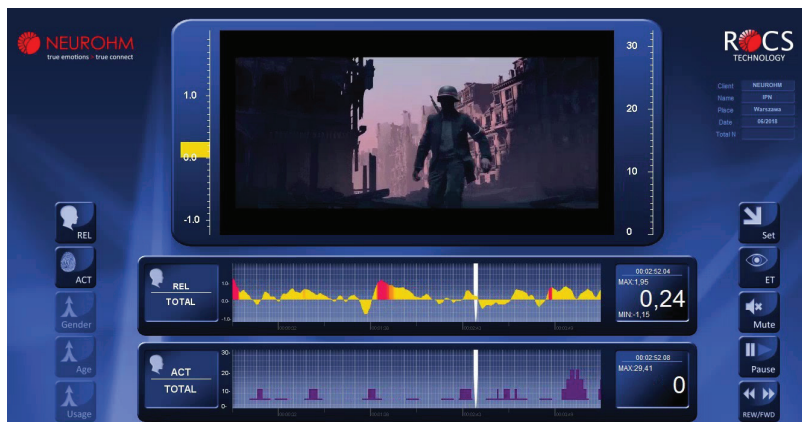 NEUROHM
true emotions - true connect
ROCS
TECHNOLOGY
Client NEUROHM
Name IPN
Place Warszawa
Date 06/2018
Total N
1.0
0.0
-1.0
30
20
10
0
REL
ACT
Gender
Age
Usage
Set
ET
Mute
Pause
REW/FWD
REL
TOTAL
1.0
0.0
-1.0
00:02:52.04
MAX:1,95
0,24
MIN:-1,15
ACT
TOTAL
30
20
10
0
00:02:52.08
MAX:29,41
0